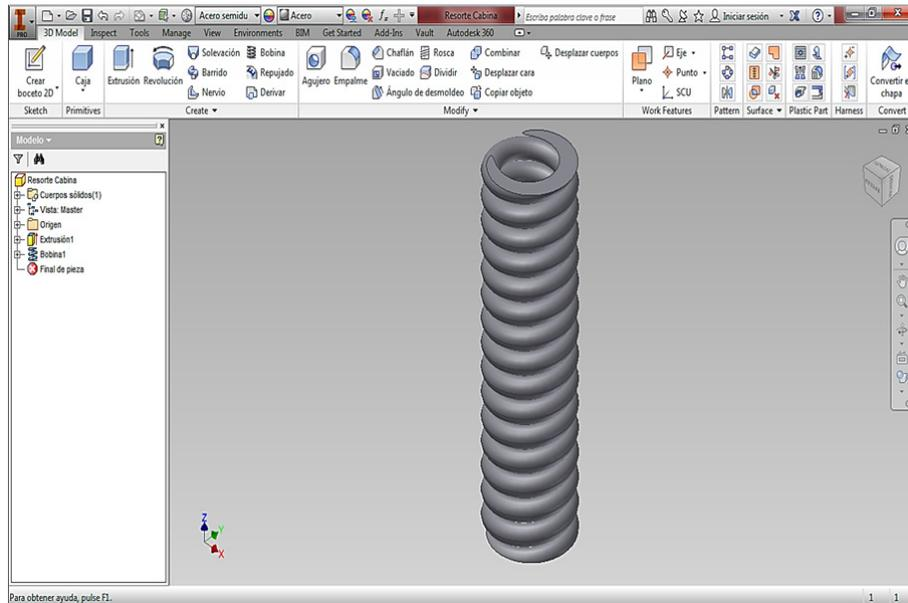 PRO
Acero semidu
Acero
Resorte Cabina
Escriba palabra clave o frase
Iniciar sesión
3D Model Inspect Tools Manage View Environments BIM Get Started Add-Ins Vault Autodesk 360
Crear
boceto 2D
Caja
Extrusión Revolución
Solevación
Barrido
Nervio
Bobina
Repujado
Derivar
Agujero Empalme
Chaflán
Vaciado
Ángulo de desmoldeo
Rosca
Dividir
Combinar
Desplazar cara
Copiar objeto
Desplazar cuerpos
Plano
Eje
Punto
SCU
Convertir e
chapa
Sketch Primitives Create Modify Work Features Pattern Surface Plastic Part Harness Convert
Modelo
Resorte Cabina
Cuerpos sólidos(1)
Vista: Master
Origen
Extrusión1
Bobina1
Final de pieza
Z
Y
X
Para obtener ayuda, pulse F1.
1 1